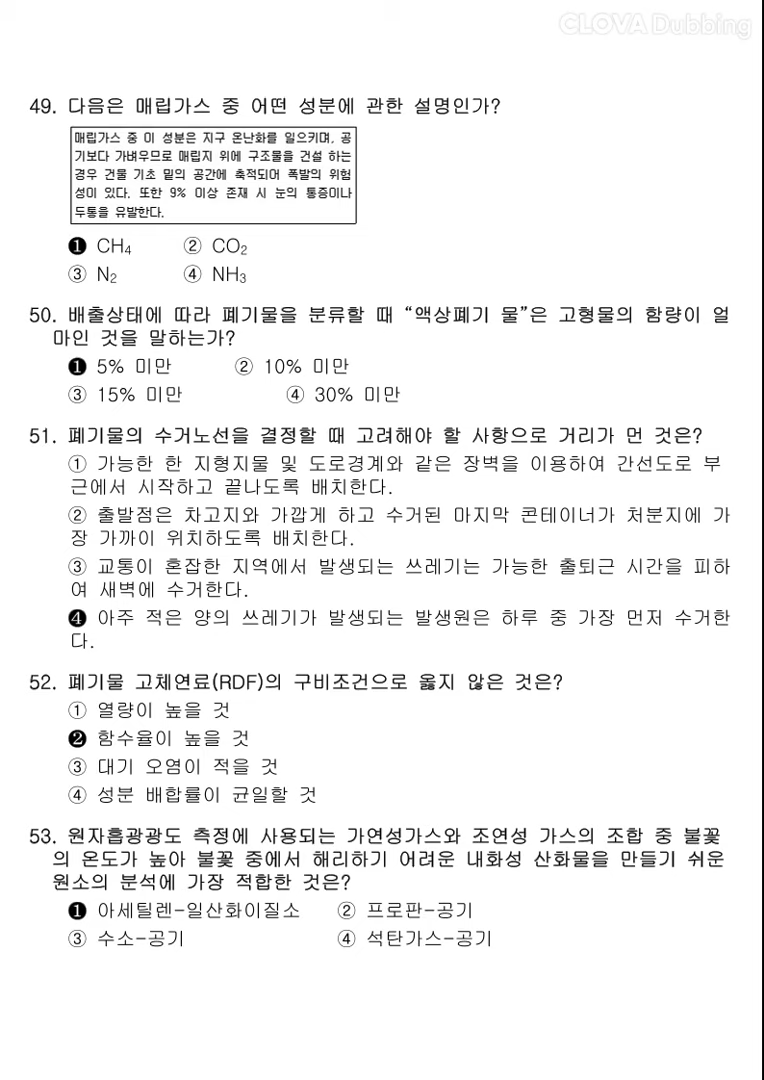 CLOVA Dubbing
49. 다음은 매립가스 중 어떤 성분에 관한 설명인가?
매립가스 중 이 성분은 지구 온난화를 일으키며, 공
기보다 가벼우므로 매립지 위에 구조물을 건설 하는
경우 건물 기초 밑의 공간에 축적되어 폭발의 위험
성이 있다. 또한 9% 이상 존재 시 눈의 통증이나
두통을 유발한다.
❶ CH₄ ② CO₂
③ N₂ ④ NH₃
50. 배출상태에 따라 폐기물을 분류할 때 “액상폐기 물”은 고형물의 함량이 얼
마인 것을 말하는가?
❶ 5% 미만 ② 10% 미만
③ 15% 미만 ④ 30% 미만
51. 폐기물의 수거노선을 결정할 때 고려해야 할 사항으로 거리가 먼 것은?
① 가능한 한 지형지물 및 도로경계와 같은 장벽을 이용하여 간선도로 부
근에서 시작하고 끝나도록 배치한다.
② 출발점은 차고지와 가깝게 하고 수거된 마지막 콘테이너가 처분지에 가
장 가까이 위치하도록 배치한다.
③ 교통이 혼잡한 지역에서 발생되는 쓰레기는 가능한 출퇴근 시간을 피하
여 새벽에 수거한다.
❹ 아주 적은 양의 쓰레기가 발생되는 발생원은 하루 중 가장 먼저 수거한
다.
52. 폐기물 고체연료(RDF)의 구비조건으로 옳지 않은 것은?
① 열량이 높을 것
❷ 함수율이 높을 것
③ 대기 오염이 적을 것
④ 성분 배합률이 균일할 것
53. 원자흡광광도 측정에 사용되는 가연성가스와 조연성 가스의 조합 중 불꽃
의 온도가 높아 불꽃 중에서 해리하기 어려운 내화성 산화물을 만들기 쉬운
원소의 분석에 가장 적합한 것은?
❶ 아세틸렌-일산화이질소 ② 프로판-공기
③ 수소-공기 ④ 석탄가스-공기